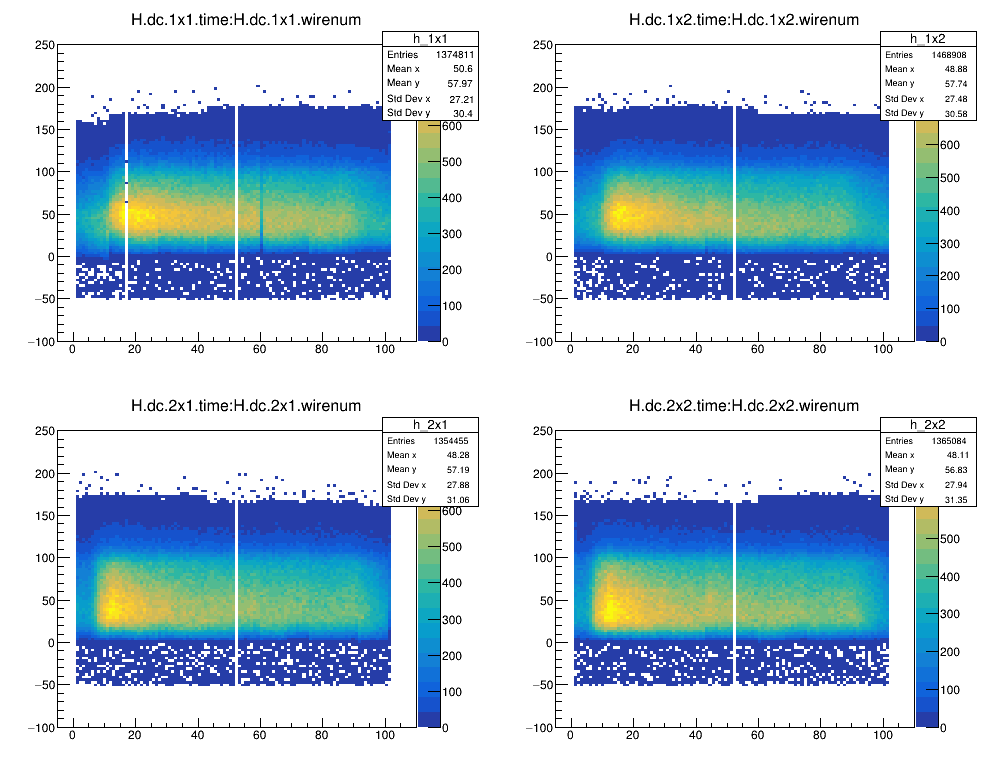 H.dc.1x1.time:H.dc.1x1.wirenum
h_1x1
Entries 1374811
Mean x 50.6
Mean y 57.97
Std Dev x 27.21
Std Dev y 30.4
250
200
150
100
50
0
−50
−100
0 20 40 60 80 100
600
500
400
300
200
100
0
H.dc.1x2.time:H.dc.1x2.wirenum
h_1x2
Entries 1468908
Mean x 48.88
Mean y 57.74
Std Dev x 27.48
Std Dev y 30.58
250
200
150
100
50
0
−50
−100
0 20 40 60 80 100
600
500
400
300
200
100
0
H.dc.2x1.time:H.dc.2x1.wirenum
h_2x1
Entries 1354455
Mean x 48.28
Mean y 57.19
Std Dev x 27.88
Std Dev y 31.06
250
200
150
100
50
0
−50
−100
0 20 40 60 80 100
600
500
400
300
200
100
0
H.dc.2x2.time:H.dc.2x2.wirenum
h_2x2
Entries 1365084
Mean x 48.11
Mean y 56.83
Std Dev x 27.94
Std Dev y 31.35
250
200
150
100
50
0
−50
−100
0 20 40 60 80 100
500
400
300
200
100
0